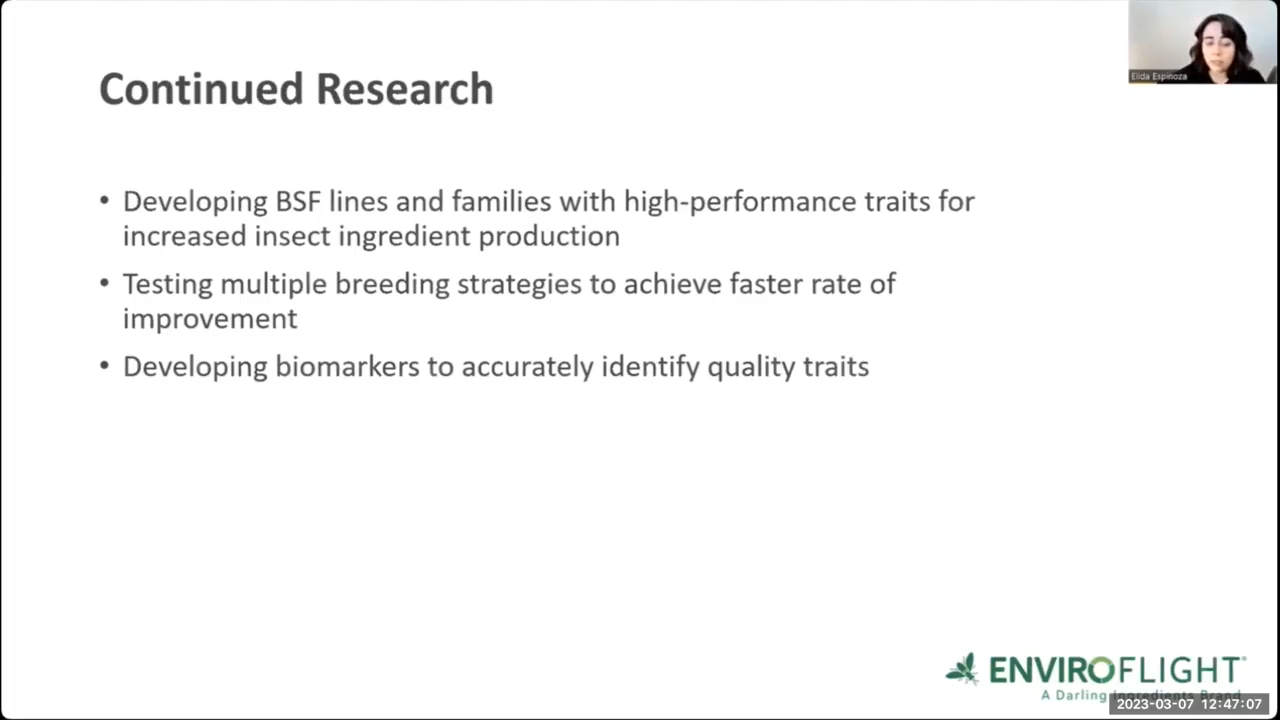 Elida Espinoza
Continued Research
• Developing BSF lines and families with high-performance traits for
increased insect ingredient production
• Testing multiple breeding strategies to achieve faster rate of
improvement
• Developing biomarkers to accurately identify quality traits
ENVIROFLIGHT
A Darling Ingredients Brand
2023-03-07 12:47:07